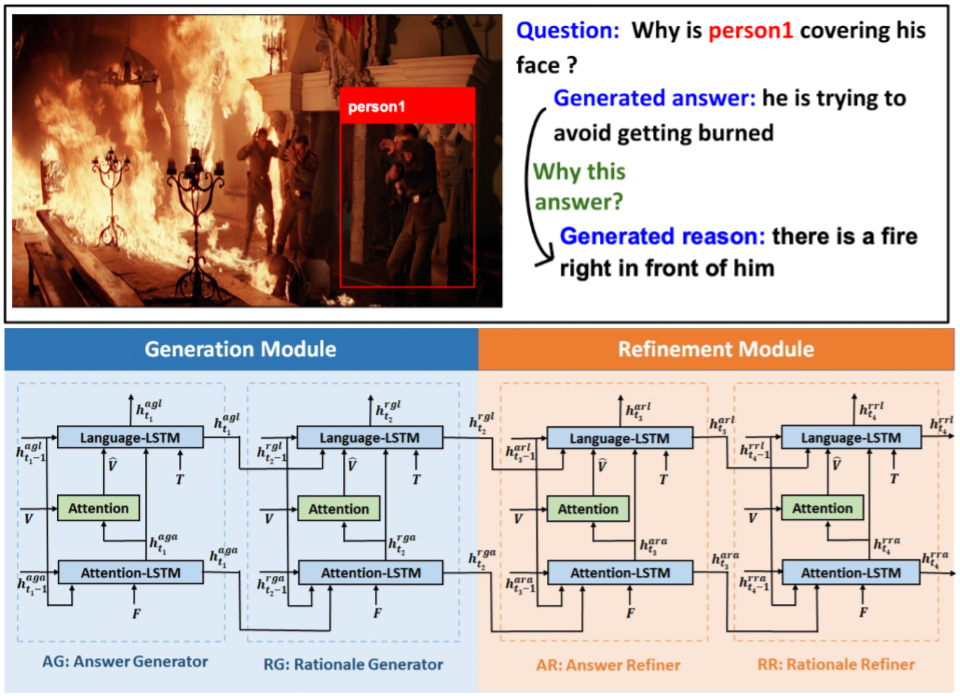 person1
Question: Why is person1 covering his
face ?
Generated answer: he is trying to
avoid getting burned
Why this
answer?
Generated reason: there is a fire
right in front of him
Generation Module
Refinement Module
h_{t_1}^{agl}
h_{t_2}^{rgl}
h_{t_3}^{arl}
h_{t_4}^{rrl}
h_{t_1}^{agl}
h_{t_2}^{rgl}
h_{t_3}^{arl}
h_{t_4}^{rrl}
Language-LSTM
Language-LSTM
Language-LSTM
Language-LSTM
h_{t_1-1}^{agl}
h_{t_2-1}^{rgl}
h_{t_3-1}^{arl}
h_{t_4-1}^{rrl}
V̂
V̂
V̂
V̂
T
T
T
T
V
Attention
V
Attention
V
Attention
V
Attention
h_{t_1}^{aga}
h_{t_2}^{rga}
h_{t_3}^{ara}
h_{t_4}^{rra}
h_{t_1}^{aga}
h_{t_2}^{rga}
h_{t_3}^{ara}
h_{t_4}^{rra}
Attention-LSTM
Attention-LSTM
Attention-LSTM
Attention-LSTM
h_{t_1-1}^{aga}
h_{t_2-1}^{rga}
h_{t_3-1}^{ara}
h_{t_4-1}^{rra}
F
F
F
F
AG: Answer Generator
RG: Rationale Generator
AR: Answer Refiner
RR: Rationale Refiner